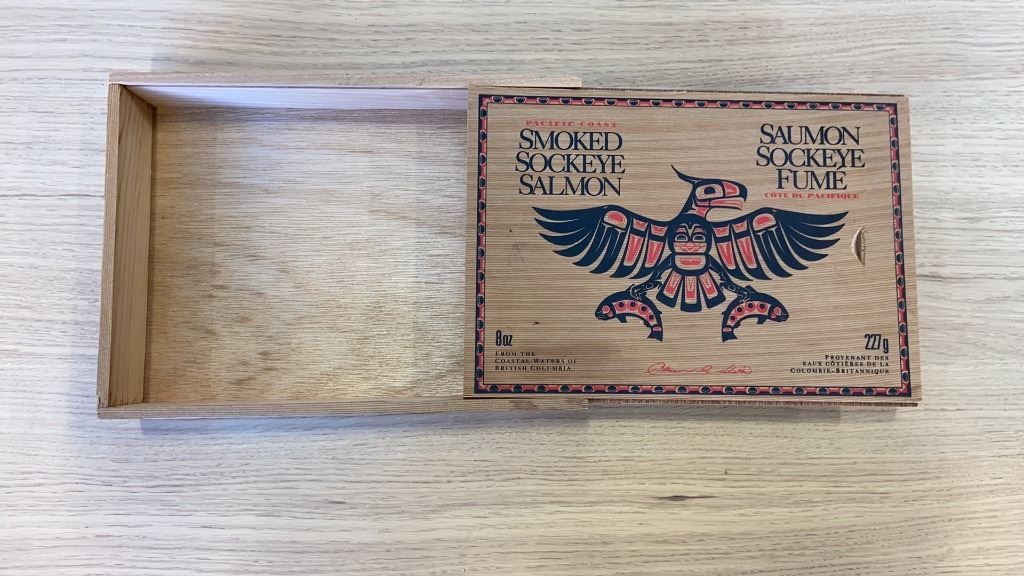 PACIFIC COAST
SMOKED
SOCKEYE
SALMON
SAUMON
SOCKEYE
FUME
CÔTE DU PACIFIQUE
8oz
FROM THE
COASTAL WATERS OF
BRITISH COLUMBIA
227g
PROVENANT DES
EAUX CÔTIÈRES DE LA
COLOMBIE-BRITANNIQUE